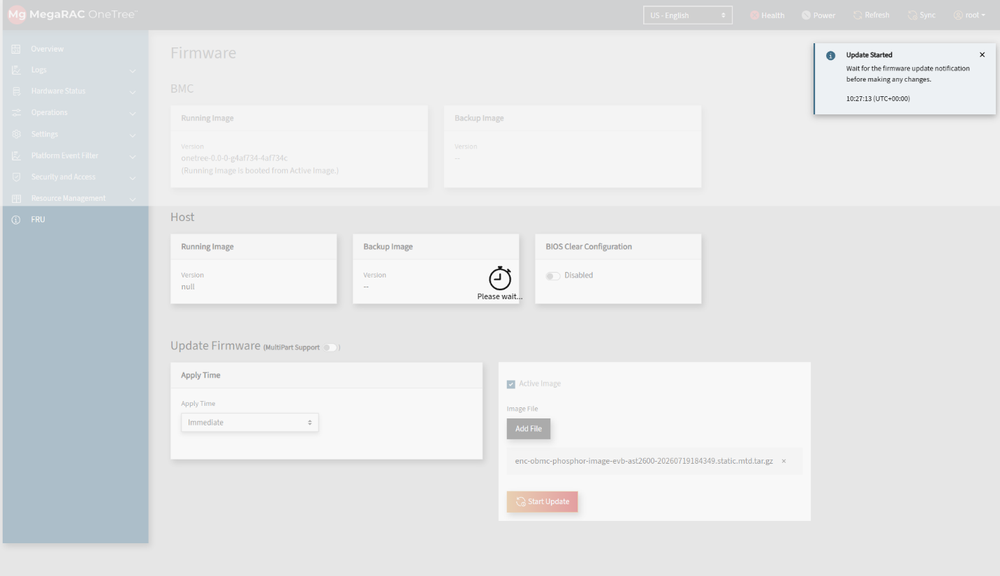 Mg MegaRAC OneTree™
US - English
Health
Power
Refresh
Sync
root
Overview
Logs
Hardware Status
Operations
Settings
Platform Event Filter
Security and Access
Resource Management
FRU
Update Started
Wait for the firmware update notification
before making any changes.
10:27:13 (UTC+00:00)
Firmware
BMC
Running Image
Version
onetree-0.0-0-g4af734-4af734c
(Running Image is booted from Active Image.)
Backup Image
Version
--
Host
Running Image
Version
null
Backup Image
Version
--
Please wait...
BIOS Clear Configuration
Disabled
Update Firmware (MultiPart Support )
Apply Time
Apply Time
Immediate
Active Image
Image File
Add File
enc-obmc-phosphor-image-evb-ast2600-20260719184349.static.mtd.tar.gz
Start Update